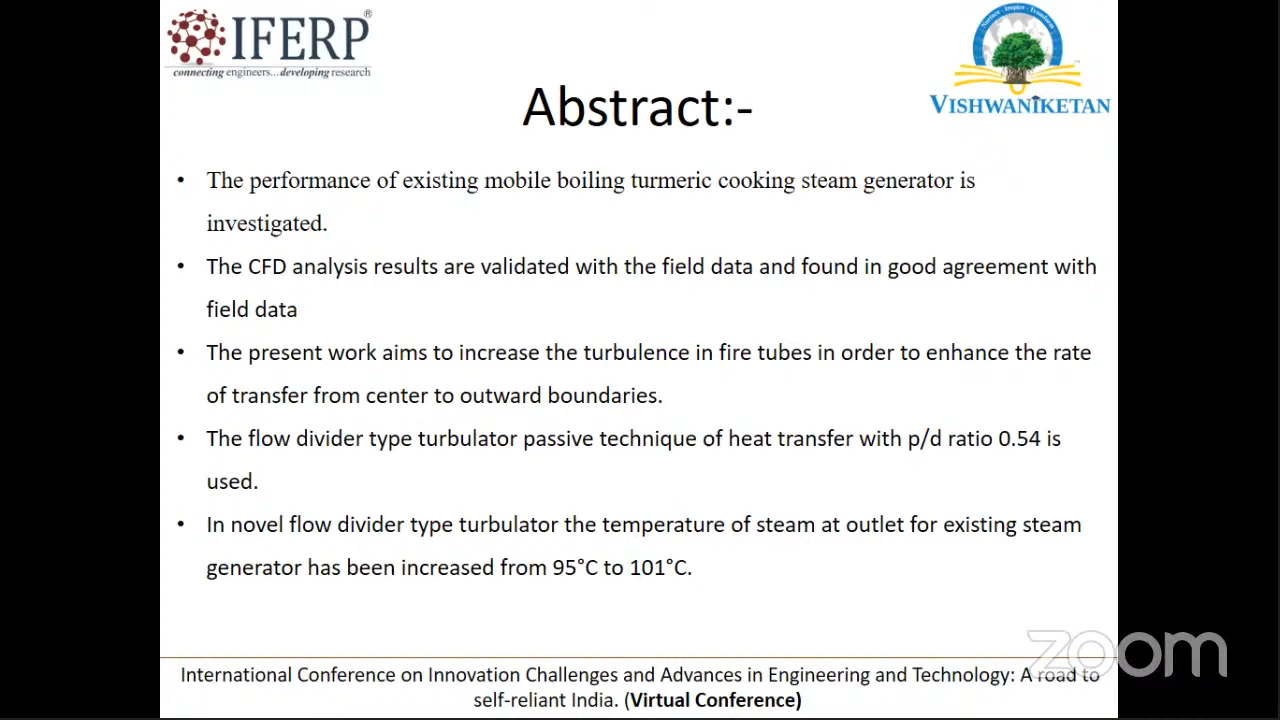 IFERP®
connecting engineers...developing research
Nurture - Inspire - Transform
VISHWANIKETAN
Abstract:-
• The performance of existing mobile boiling turmeric cooking steam generator is
investigated.
• The CFD analysis results are validated with the field data and found in good agreement with
field data
• The present work aims to increase the turbulence in fire tubes in order to enhance the rate
of transfer from center to outward boundaries.
• The flow divider type turbulator passive technique of heat transfer with p/d ratio 0.54 is
used.
• In novel flow divider type turbulator the temperature of steam at outlet for existing steam
generator has been increased from 95°C to 101°C.
zoom
International Conference on Innovation Challenges and Advances in Engineering and Technology: A road to
self-reliant India. (Virtual Conference)